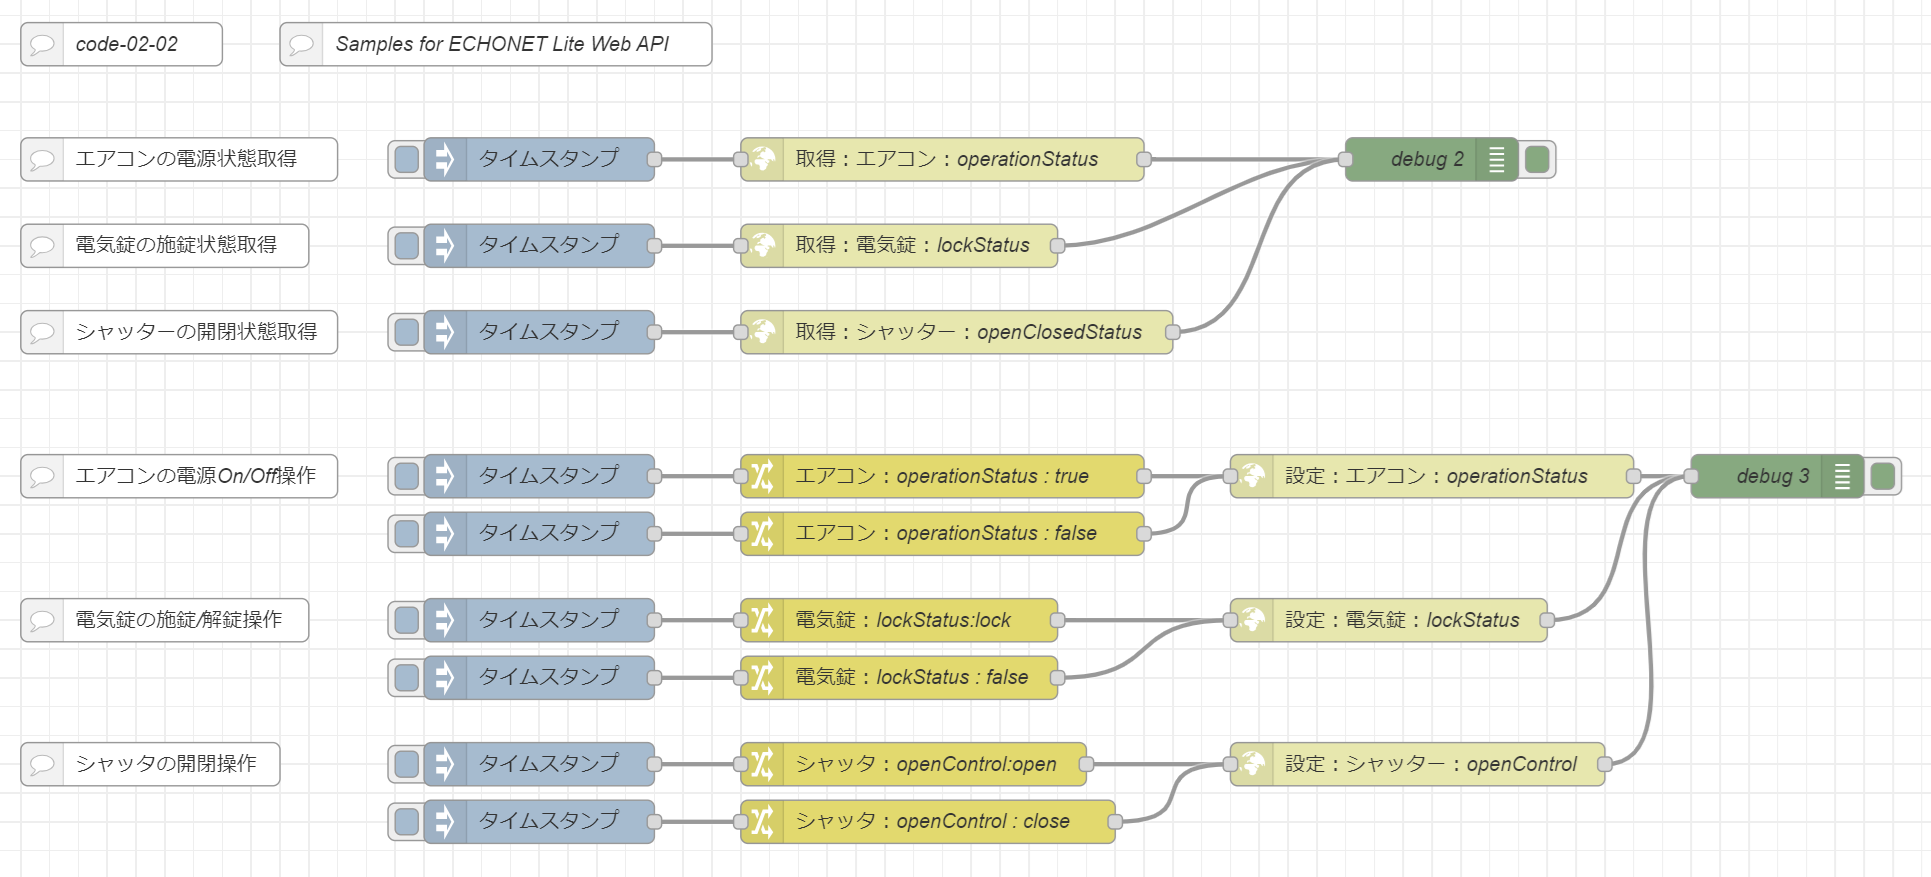 code-02-02
Samples for ECHONET Lite Web API
エアコンの電源状態取得
タイムスタンプ
取得：エアコン：operationStatus
debug 2
電気錠の施錠状態取得
タイムスタンプ
取得：電気錠：lockStatus
シャッターの開閉状態取得
タイムスタンプ
取得：シャッター：openClosedStatus
エアコンの電源On/Off操作
タイムスタンプ
エアコン：operationStatus : true
設定：エアコン：operationStatus
debug 3
タイムスタンプ
エアコン：operationStatus : false
電気錠の施錠/解錠操作
タイムスタンプ
電気錠：lockStatus:lock
設定：電気錠：lockStatus
タイムスタンプ
電気錠：lockStatus : false
シャッタの開閉操作
タイムスタンプ
シャッタ：openControl:open
設定：シャッター：openControl
タイムスタンプ
シャッタ：openControl : close